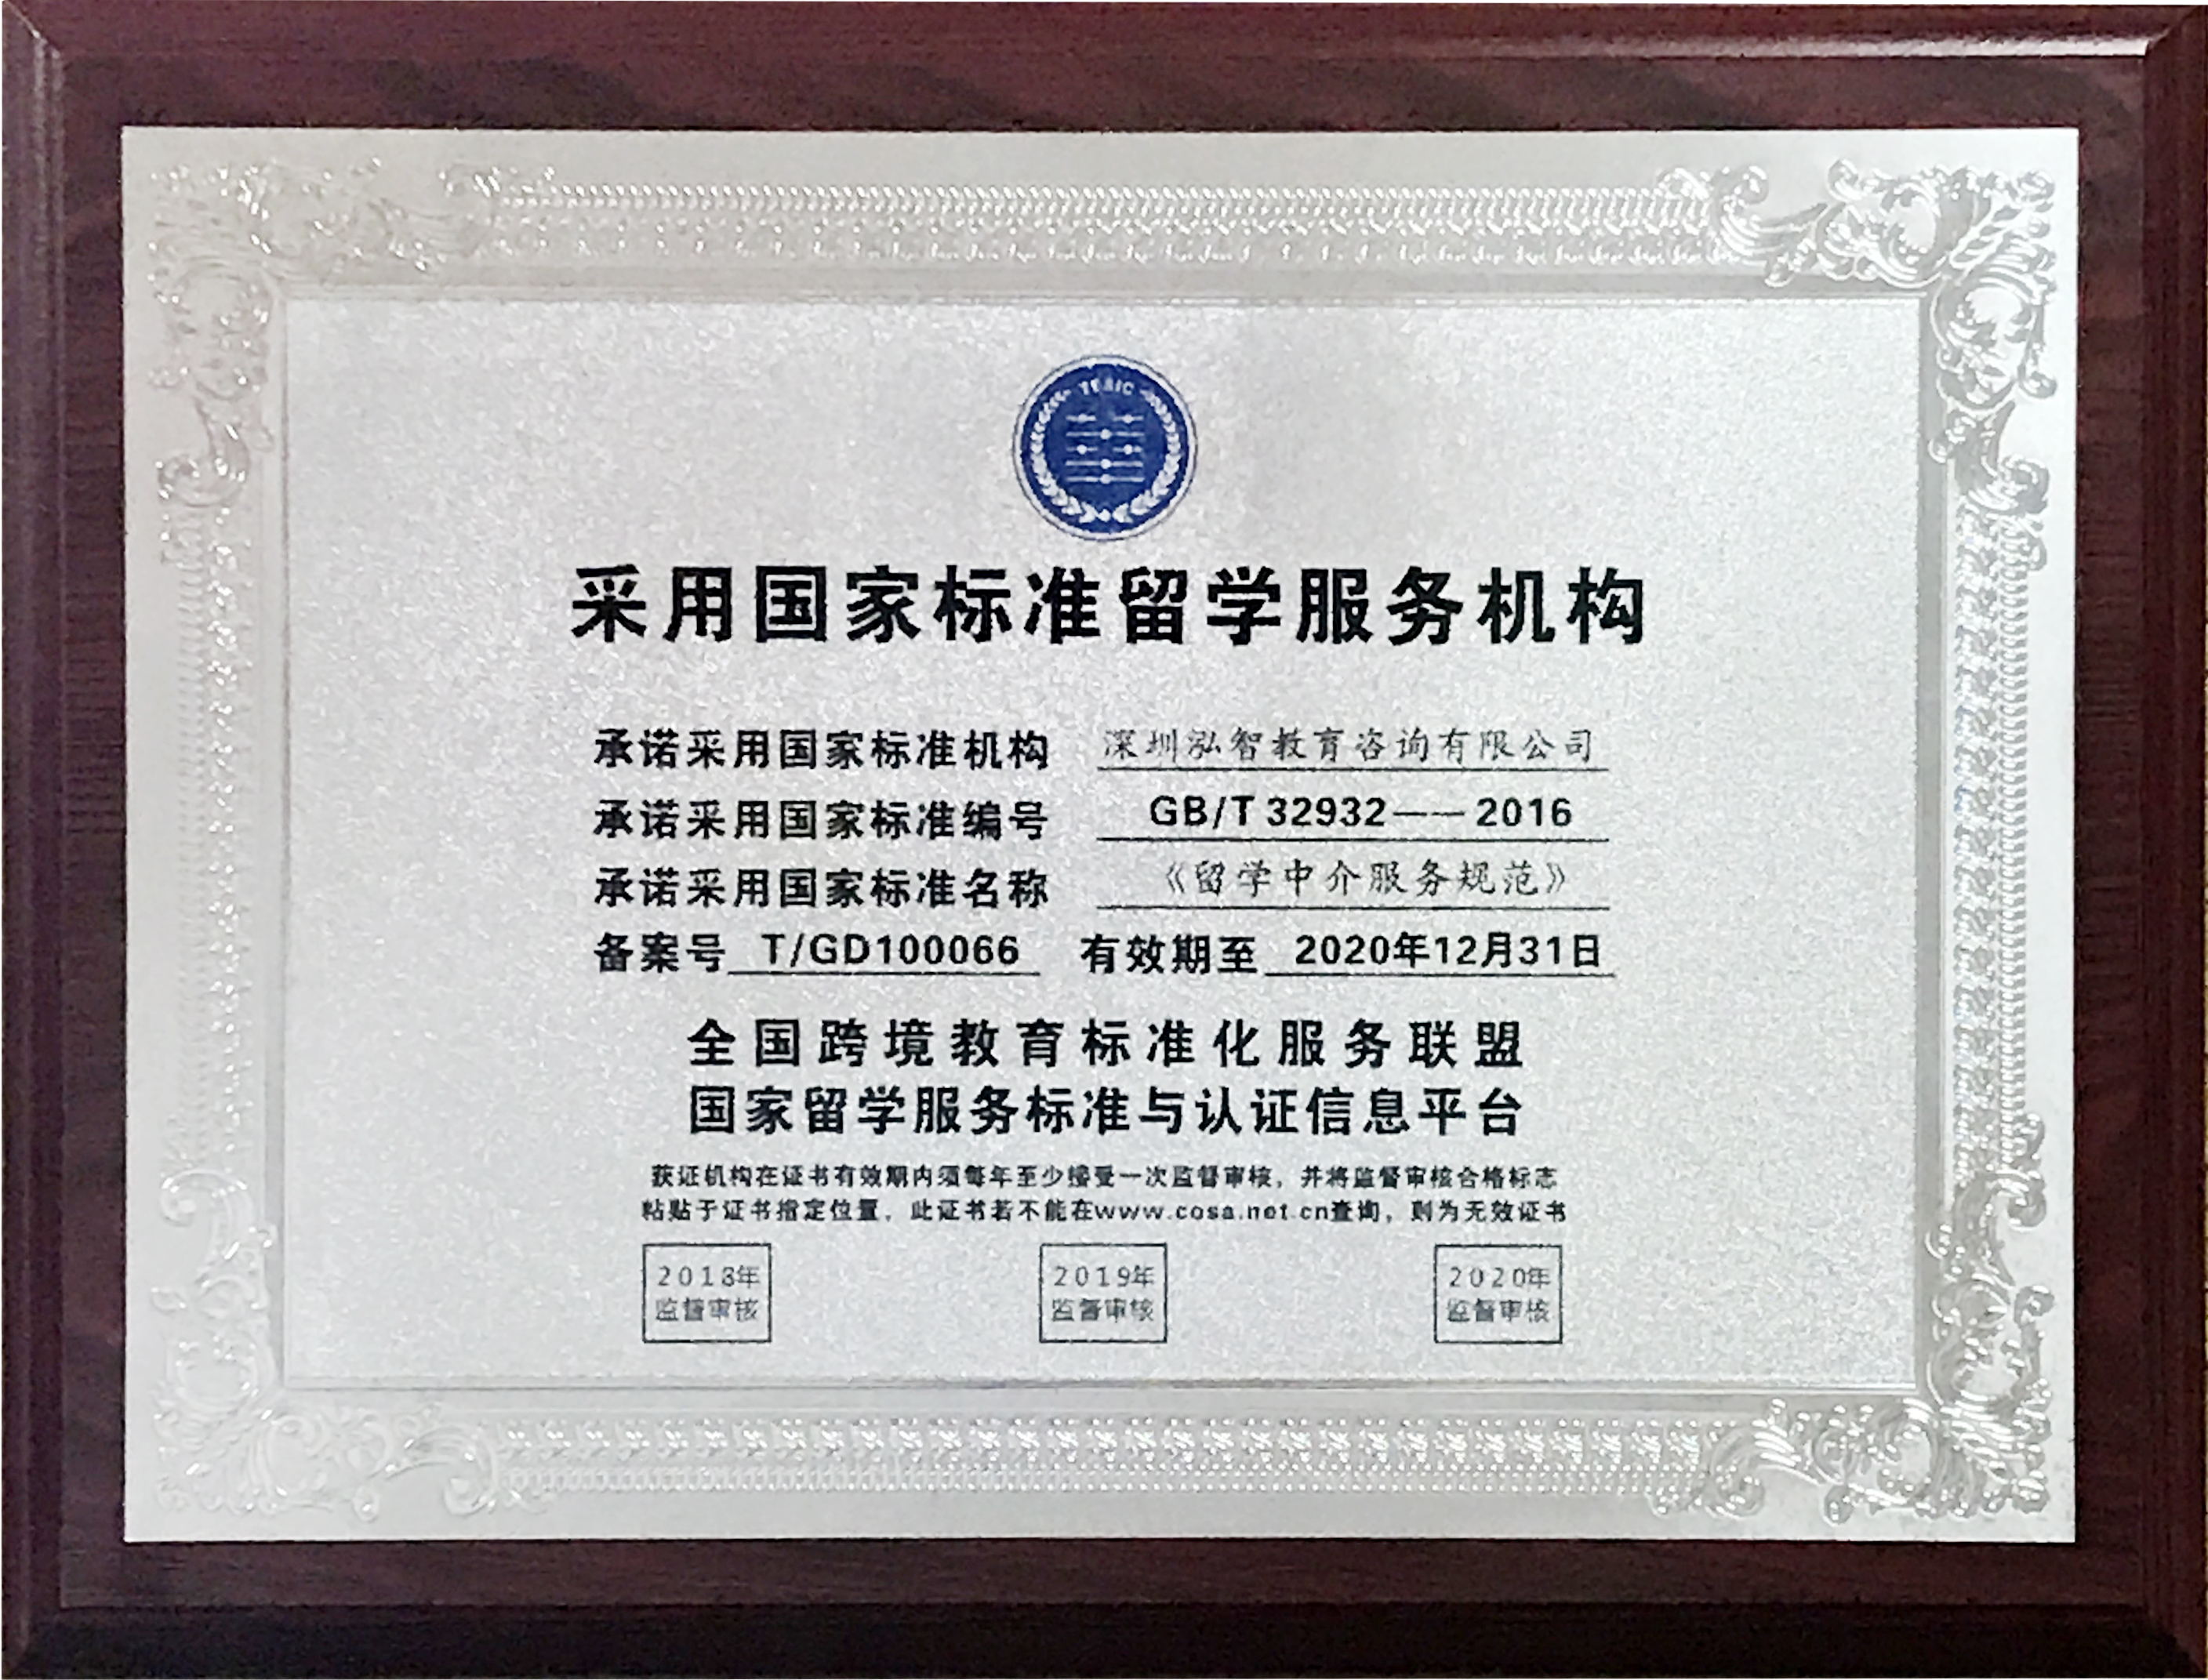 采用国家标准留学服务机构
承诺采用国家标准机构 深圳泓智教育咨询有限公司
承诺采用国家标准编号 GB/T 32932——2016
承诺采用国家标准名称 《留学中介服务规范》
备案号 T/GD100066 有效期至 2020年12月31日
全国跨境教育标准化服务联盟
国家留学服务标准与认证信息平台
获证机构在证书有效期内须每年至少接受一次监督审核，并将监督审核合格标志
粘贴于证书指定位置，此证书若不能在www.cosa.net.cn查询，则为无效证书
2018年 2019年 2020年
监督审核 监督审核 监督审核